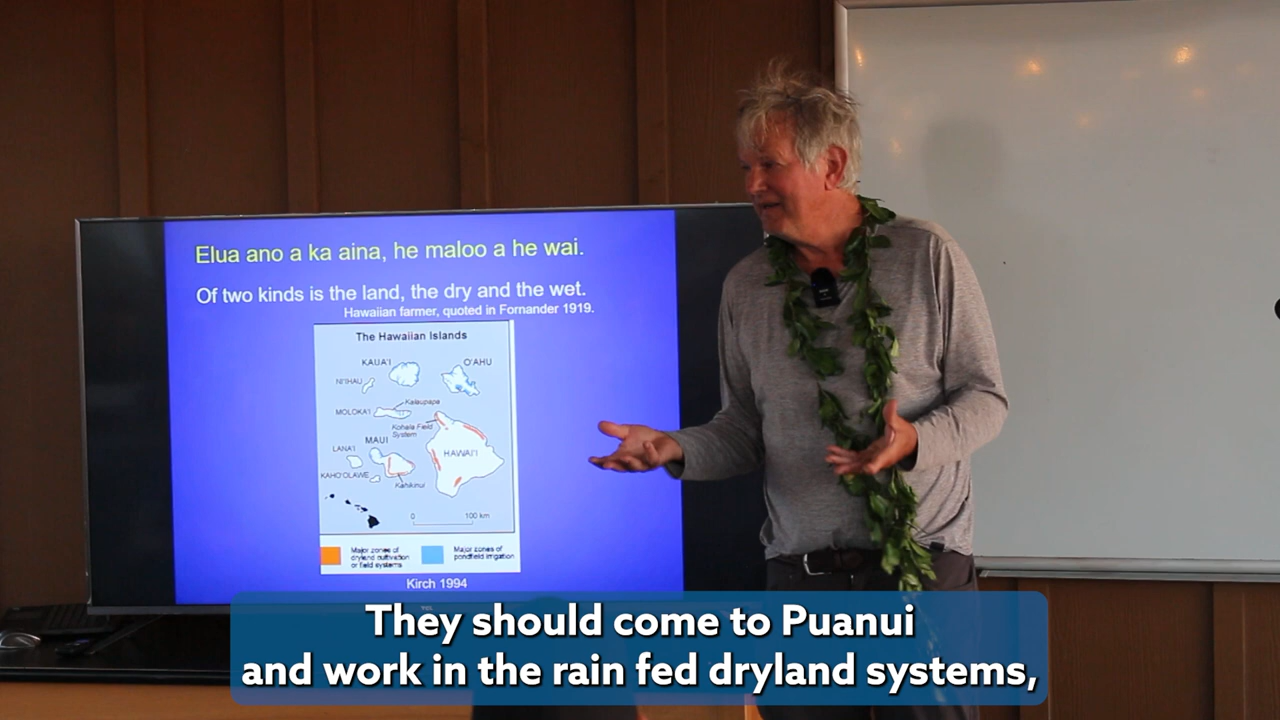 Elua ano a ka aina, he maloo a he wai.
Of two kinds is the land, the dry and the wet.
Hawaiian farmer, quoted in Fornander 1919.
The Hawaiian Islands
KAUA'I
O'AHU
NI'IHAU
Kalaupapa
MOLOKA'I
Kohala Field
System
MAUI
LANA'I
HAWAI'I
KAHO'OLAWE
Kahikinui
0
100 km
Major zones of
dryland cultivation
or field systems
Major zones of
pondfield irrigation
Kirch 1994
They should come to Puanui
and work in the rain fed dryland systems,